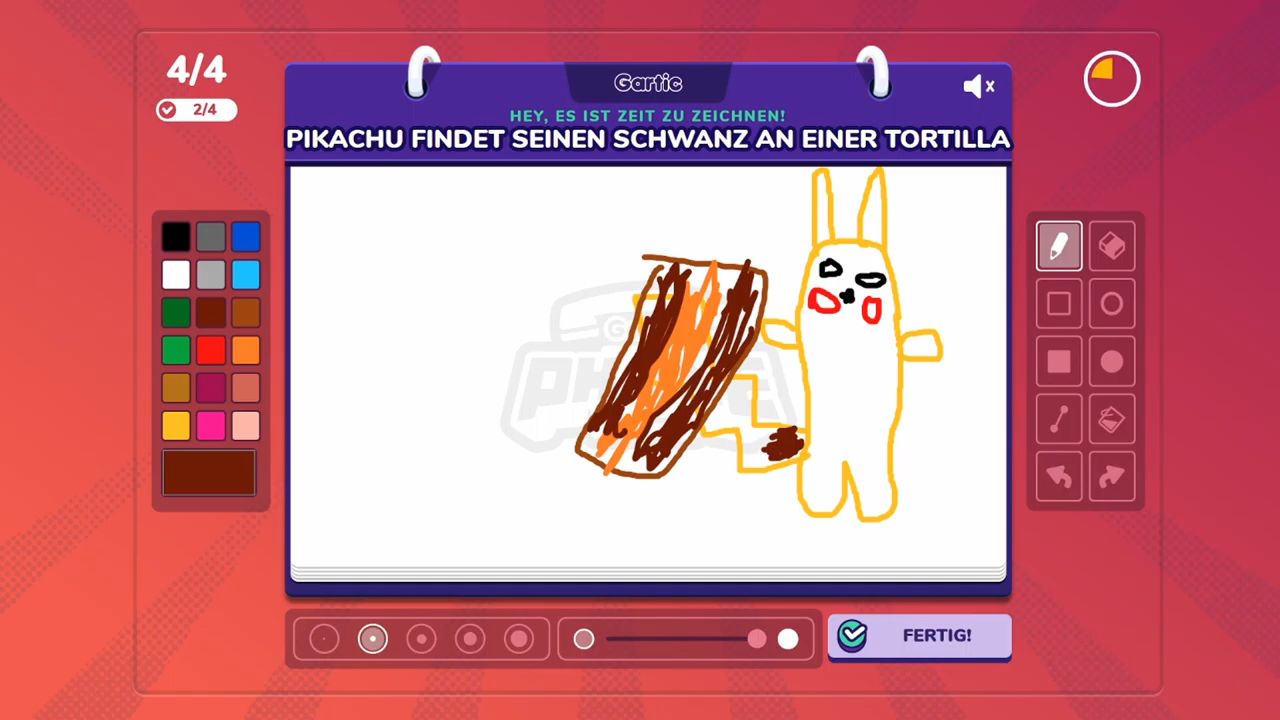 4/4
2/4
Gartic
HEY, ES IST ZEIT ZU ZEICHNEN!
PIKACHU FINDET SEINEN SCHWANZ AN EINER TORTILLA
FERTIG!